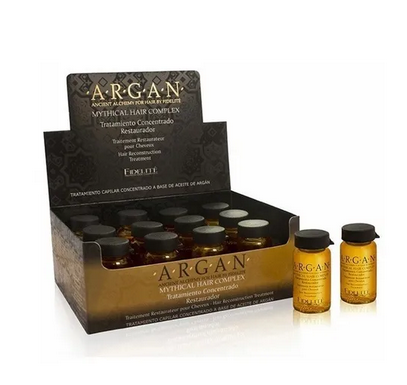 A·R·G·A·N
ANCIENT ALCHEMY FOR HAIR BY FIDELITE
MYTHICAL HAIR COMPLEX
Tratamiento Concentrado
Restaurador
Traitement Restaurateur
pour Cheveux
Hair Reconstruction
Treatment
FIDELITÉ
TRATAMIENTO CAPILAR CONCENTRADO A BASE DE ACEITE DE ARGÁN
A·R·G·A·N
MYTHICAL HAIR COMPLEX
Tratamiento Concentrado
Restaurador
Traitement Restaurateur pour Cheveux · Hair Reconstruction Treatment
TRATAMIENTO CAPILAR CONCENTRADO A BASE DE ACEITE DE ARGÁN
ARGAN
ARGAN